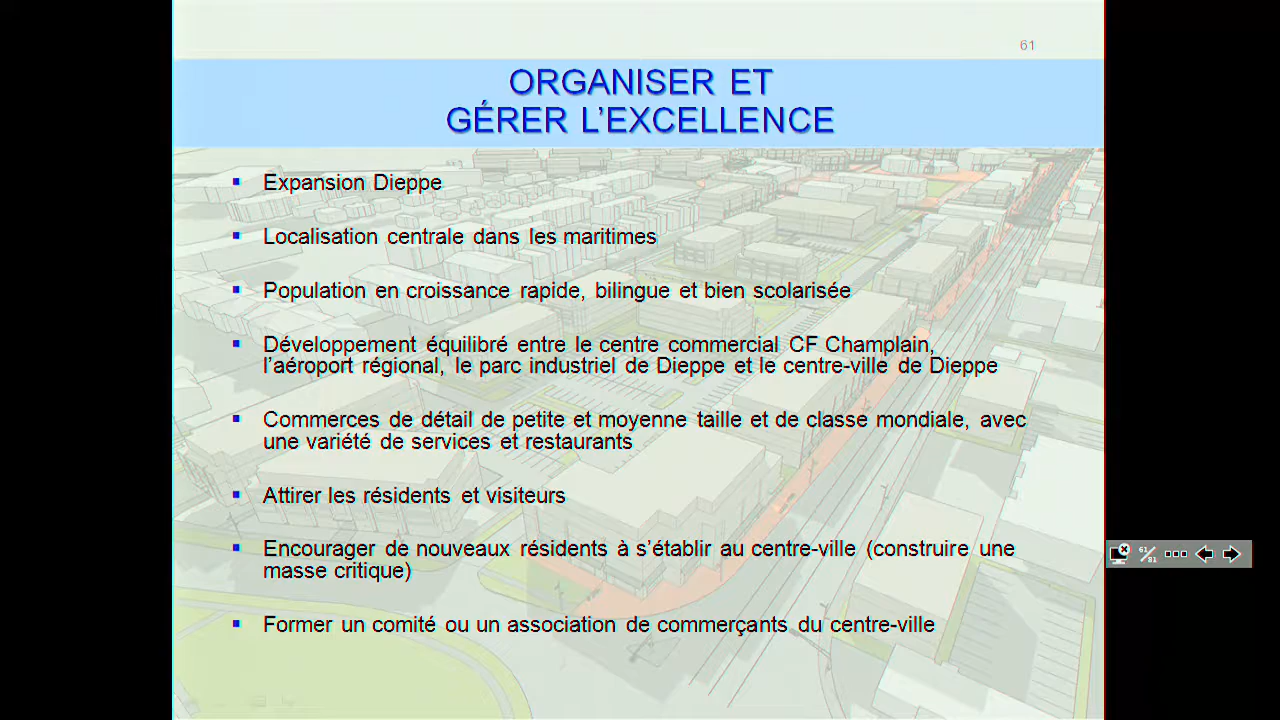 61
ORGANISER ET
GÉRER L’EXCELLENCE
▪ Expansion Dieppe
▪ Localisation centrale dans les maritimes
▪ Population en croissance rapide, bilingue et bien scolarisée
▪ Développement équilibré entre le centre commercial CF Champlain,
l’aéroport régional, le parc industriel de Dieppe et le centre-ville de Dieppe
▪ Commerces de détail de petite et moyenne taille et de classe mondiale, avec
une variété de services et restaurants
▪ Attirer les résidents et visiteurs
▪ Encourager de nouveaux résidents à s’établir au centre-ville (construire une
masse critique)
▪ Former un comité ou un association de commerçants du centre-ville
61/81